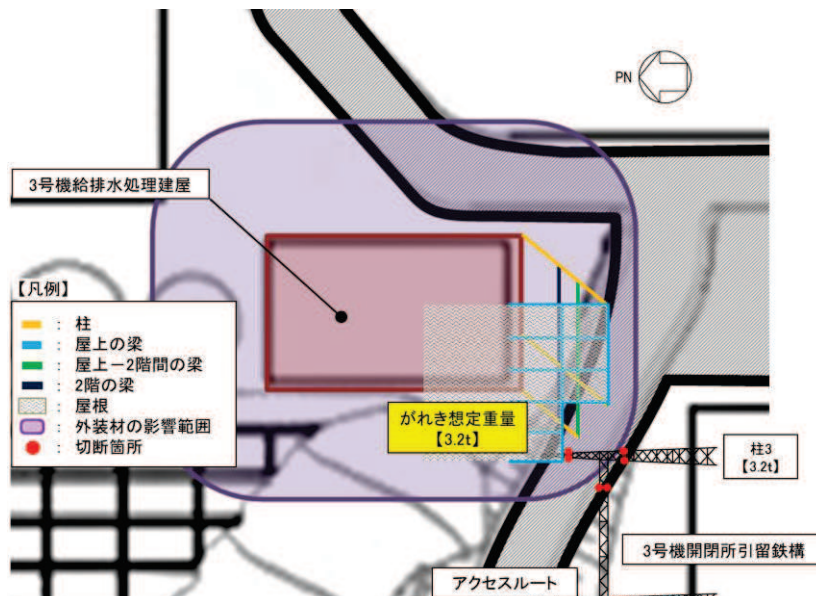 PN
3号機給排水処理建屋
【凡例】
： 柱
： 屋上の梁
： 屋上－2階間の梁
： 2階の梁
： 屋根
： 外装材の影響範囲
： 切断箇所
がれき想定重量
【3.2t】
柱3
【3.2t】
3号機開閉所引留鉄構
アクセスルート